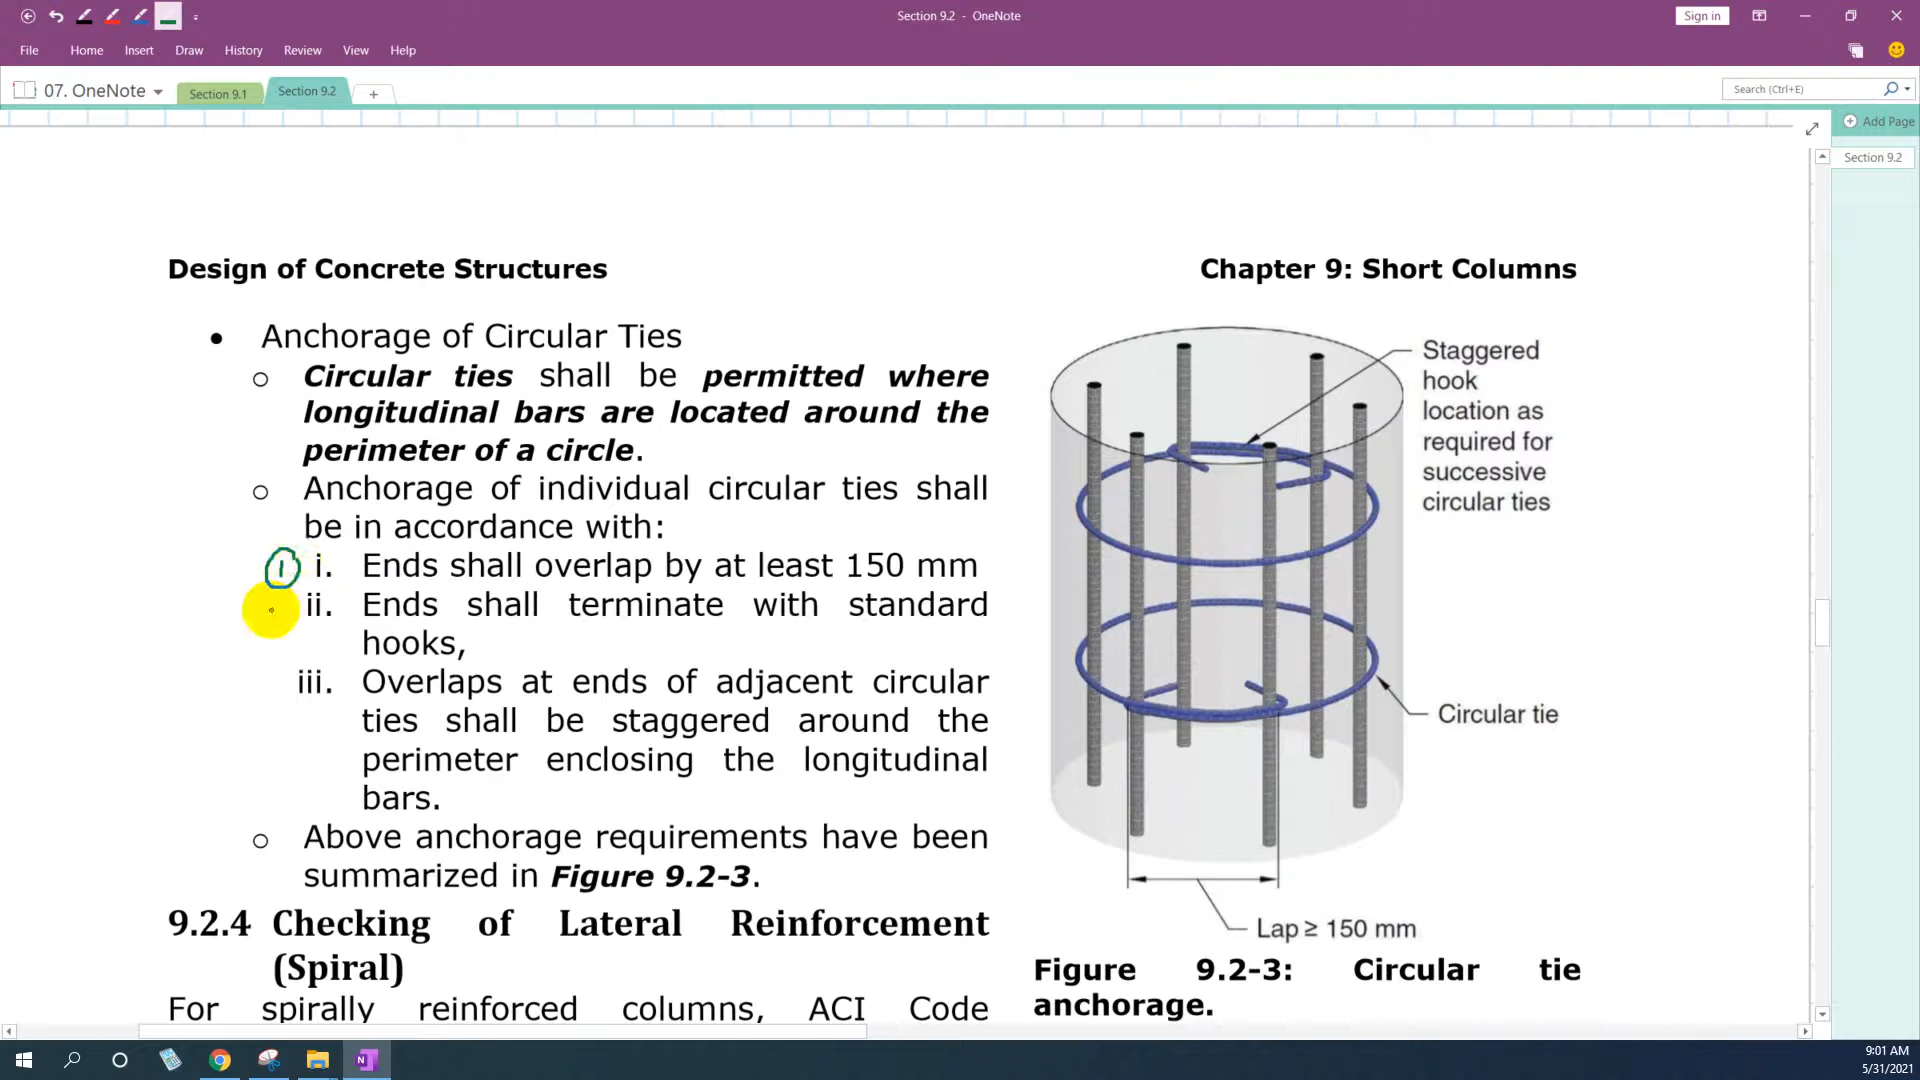 Section 9.2 - OneNote
Sign in
File Home Insert Draw History Review View Help
07. OneNote
Section 9.1
Section 9.2
+
Search (Ctrl+E)
Add Page
Section 9.2
Design of Concrete Structures
Chapter 9: Short Columns
• Anchorage of Circular Ties
o Circular ties shall be permitted where
longitudinal bars are located around the
perimeter of a circle.
o Anchorage of individual circular ties shall
be in accordance with:
1 i. Ends shall overlap by at least 150 mm
ii. Ends shall terminate with standard
hooks,
iii. Overlaps at ends of adjacent circular
ties shall be staggered around the
perimeter enclosing the longitudinal
bars.
o Above anchorage requirements have been
summarized in Figure 9.2-3.
9.2.4 Checking of Lateral Reinforcement
(Spiral)
For spirally reinforced columns, ACI Code
Staggered
hook
location as
required for
successive
circular ties
Circular tie
Lap ≥ 150 mm
Figure 9.2-3: Circular tie
anchorage.
9:01 AM
5/31/2021